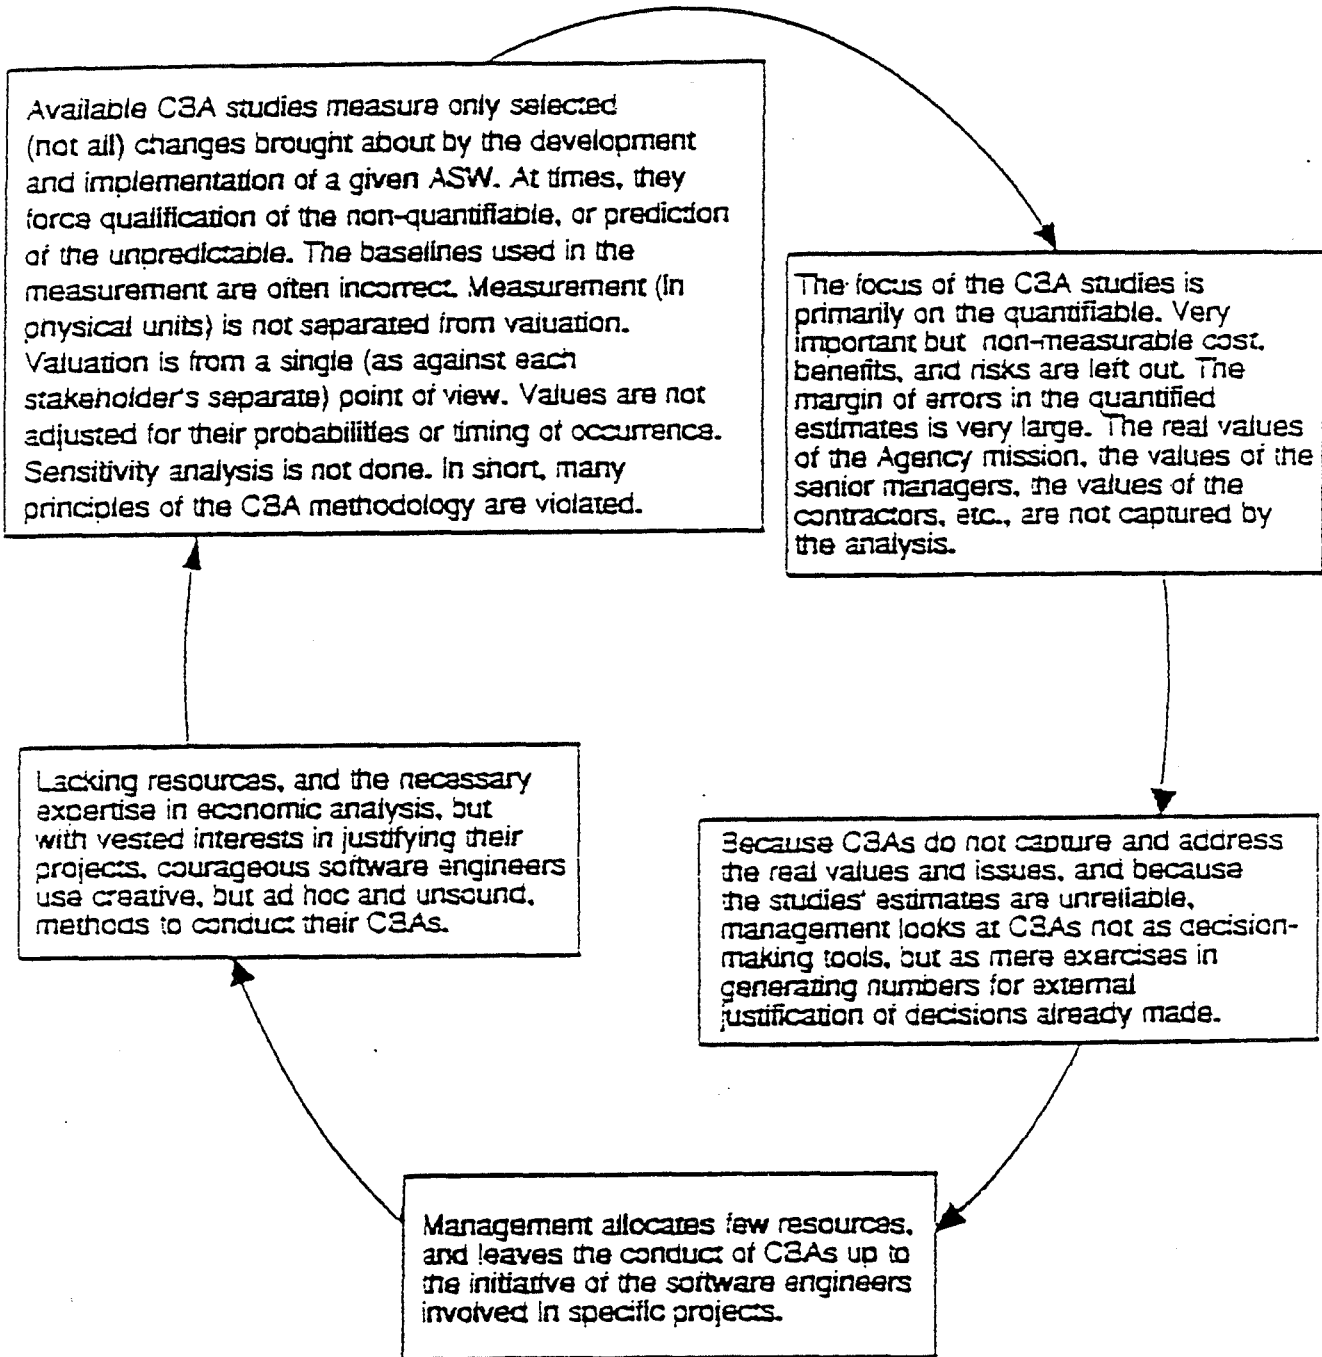 Available CBA studies measure only selected
(not all) changes brought about by the development
and implementation of a given ASW. At times, they
force qualification of the non-quantifiable, or prediction
of the unpredictable. The baselines used in the
measurement are often incorrect. Measurement (in
physical units) is not separated from valuation.
Valuation is from a single (as against each
stakeholder's separate) point of view. Values are not
adjusted for their probabilities or timing of occurrence.
Sensitivity analysis is not done. In short, many
principles of the CBA methodology are violated.
The focus of the CBA studies is
primarily on the quantifiable. Very
important but non-measurable cost,
benefits, and risks are left out. The
margin of errors in the quantified
estimates is very large. The real values
of the Agency mission, the values of the
senior managers, the values of the
contractors, etc., are not captured by
the analysis.
Because CBAs do not capture and address
the real values and issues, and because
the studies' estimates are unreliable,
management looks at CBAs not as decision-
making tools, but as mere exercises in
generating numbers for external
justification of decisions already made.
Management allocates few resources,
and leaves the conduct of CBAs up to
the initiative of the software engineers
involved in specific projects.
Lacking resources, and the necessary
expertise in economic analysis, but
with vested interests in justifying their
projects, courageous software engineers
use creative, but ad hoc and unsound,
methods to conduct their CBAs.